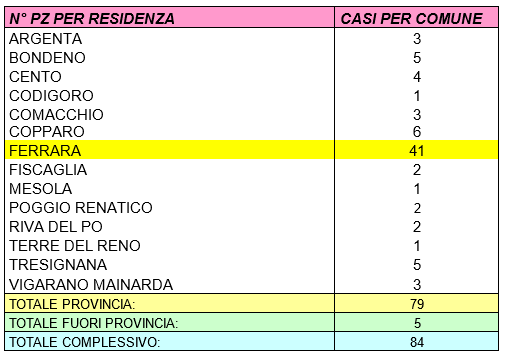 N° PZ PER RESIDENZA CASI PER COMUNE
ARGENTA 3
BONDENO 5
CENTO 4
CODIGORO 1
COMACCHIO 3
COPPARO 6
FERRARA 41
FISCAGLIA 2
MESOLA 1
POGGIO RENATICO 2
RIVA DEL PO 2
TERRE DEL RENO 1
TRESIGNANA 5
VIGARANO MAINARDA 3
TOTALE PROVINCIA: 79
TOTALE FUORI PROVINCIA: 5
TOTALE COMPLESSIVO: 84